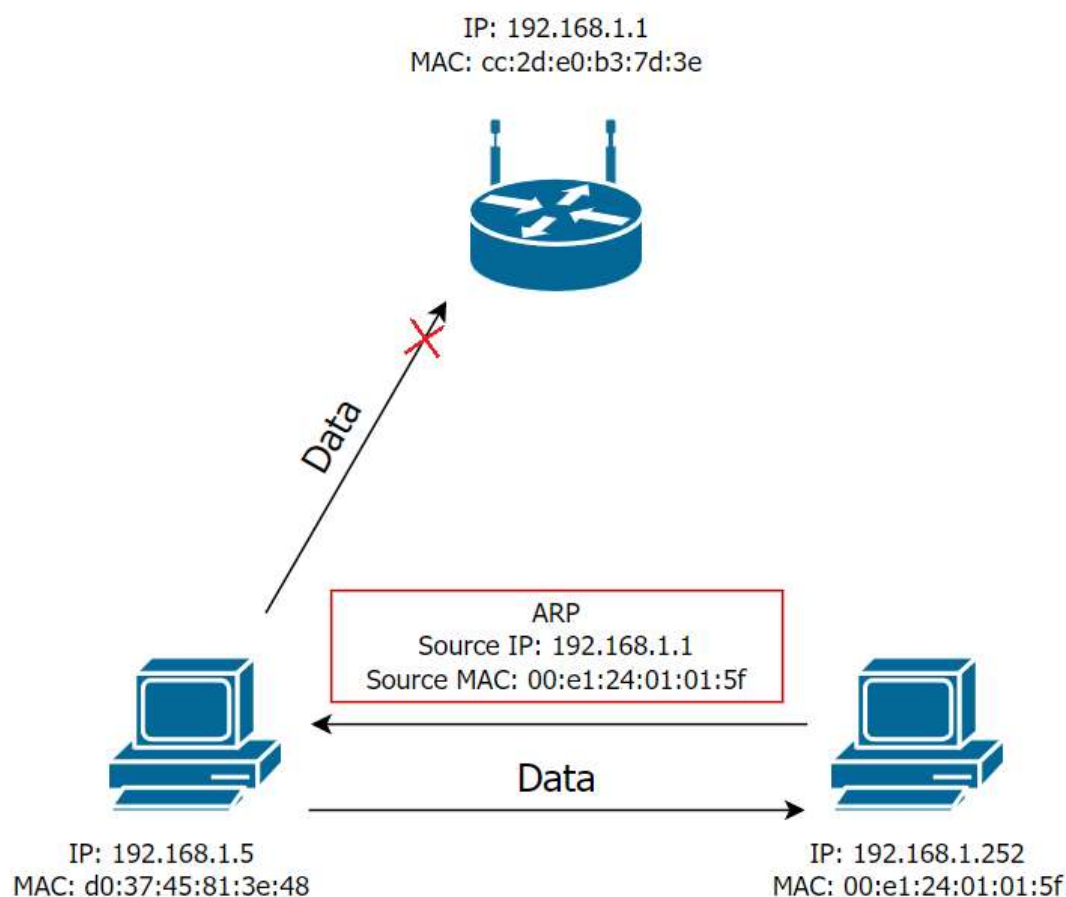 IP: 192.168.1.1
MAC: cc:2d:e0:b3:7d:3e
Data
ARP
Source IP: 192.168.1.1
Source MAC: 00:e1:24:01:01:5f
Data
IP: 192.168.1.5
MAC: d0:37:45:81:3e:48
IP: 192.168.1.252
MAC: 00:e1:24:01:01:5f